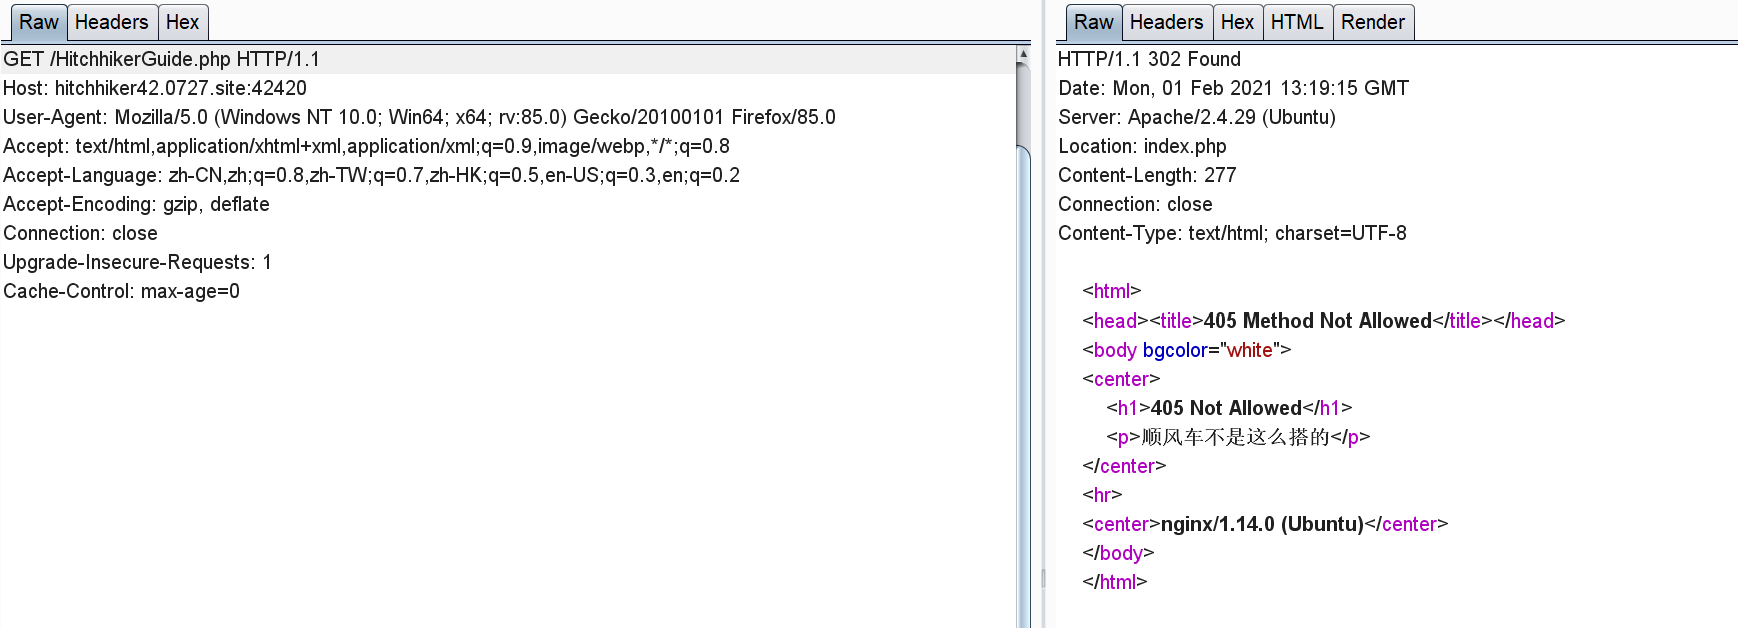 Raw Headers Hex
GET /HitchhikerGuide.php HTTP/1.1
Host: hitchhiker42.0727.site:42420
User-Agent: Mozilla/5.0 (Windows NT 10.0; Win64; x64; rv:85.0) Gecko/20100101 Firefox/85.0
Accept: text/html,application/xhtml+xml,application/xml;q=0.9,image/webp,*/*;q=0.8
Accept-Language: zh-CN,zh;q=0.8,zh-TW;q=0.7,zh-HK;q=0.5,en-US;q=0.3,en;q=0.2
Accept-Encoding: gzip, deflate
Connection: close
Upgrade-Insecure-Requests: 1
Cache-Control: max-age=0
Raw Headers Hex HTML Render
HTTP/1.1 302 Found
Date: Mon, 01 Feb 2021 13:19:15 GMT
Server: Apache/2.4.29 (Ubuntu)
Location: index.php
Content-Length: 277
Connection: close
Content-Type: text/html; charset=UTF-8
<html>
<head><title>405 Method Not Allowed</title></head>
<body bgcolor="white">
<center>
<h1>405 Not Allowed</h1>
<p>顺风车不是这么搭的</p>
</center>
<hr>
<center>nginx/1.14.0 (Ubuntu)</center>
</body>
</html>